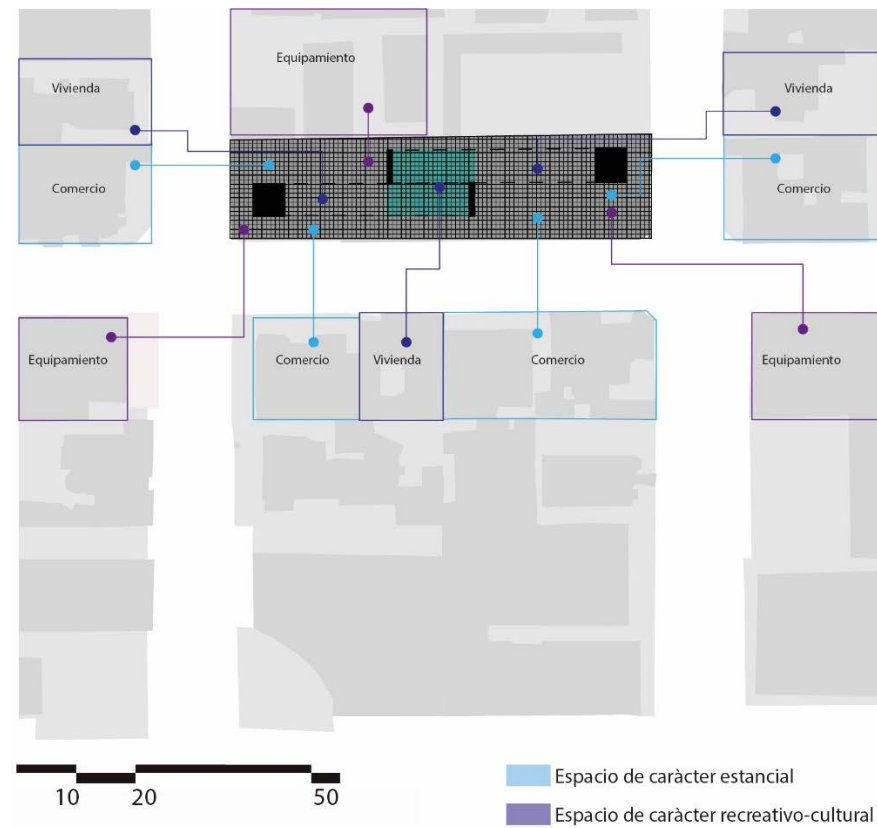 Equipamiento
Vivienda
Vivienda
Comercio
Comercio
Equipamiento
Comercio
Vivienda
Comercio
Equipamiento
10 20 50
Espacio de caràcter estancial
Espacio de caràcter recreativo-cultural